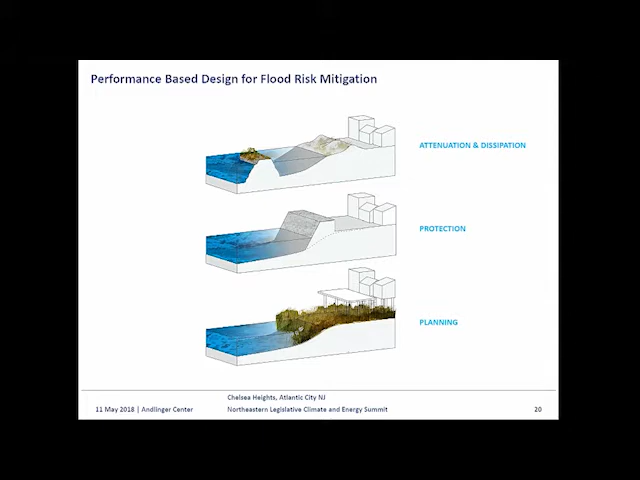 Performance Based Design for Flood Risk Mitigation
ATTENUATION & DISSIPATION
PROTECTION
PLANNING
Chelsea Heights, Atlantic City NJ
11 May 2018 | Andlinger Center
Northeastern Legislative Climate and Energy Summit
20